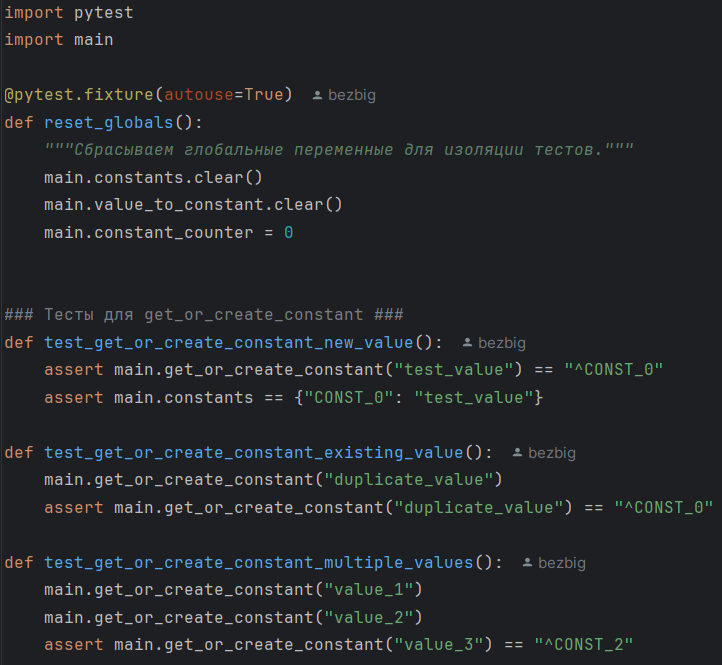 import pytest
import main
@pytest.fixture(autouse=True) bezbig
def reset_globals():
"""Сбрасываем глобальные переменные для изоляции тестов."""
main.constants.clear()
main.value_to_constant.clear()
main.constant_counter = 0
### Тесты для get_or_create_constant ###
def test_get_or_create_constant_new_value(): bezbig
assert main.get_or_create_constant("test_value") == "^CONST_0"
assert main.constants == {"CONST_0": "test_value"}
def test_get_or_create_constant_existing_value(): bezbig
main.get_or_create_constant("duplicate_value")
assert main.get_or_create_constant("duplicate_value") == "^CONST_0"
def test_get_or_create_constant_multiple_values(): bezbig
main.get_or_create_constant("value_1")
main.get_or_create_constant("value_2")
assert main.get_or_create_constant("value_3") == "^CONST_2"